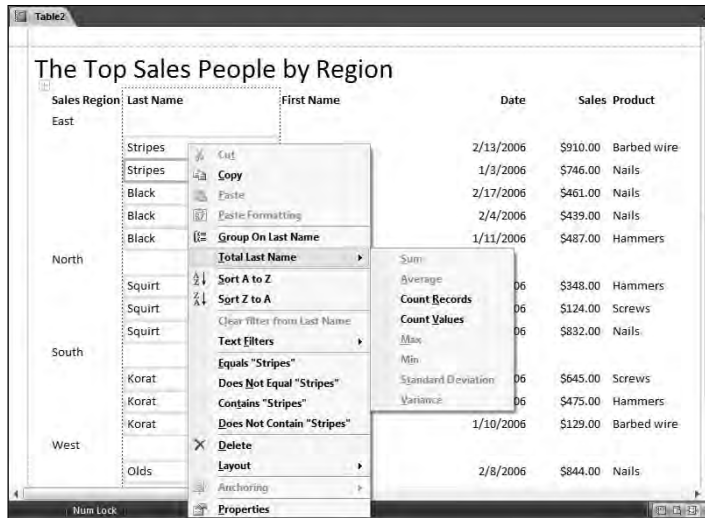 Table2
The Top Sales People by Region
Sales Region Last Name First Name Date Sales Product
East
Stripes 2/13/2006 $910.00 Barbed wire
Stripes 1/3/2006 $746.00 Nails
Black 2/17/2006 $461.00 Nails
Black 2/4/2006 $439.00 Nails
Black 1/11/2006 $487.00 Hammers
North
Squirt 06 $348.00 Hammers
Squirt 06 $124.00 Screws
Squirt 06 $832.00 Nails
South
Korat 06 $645.00 Screws
Korat 06 $475.00 Hammers
Korat 1/10/2006 $129.00 Barbed wire
West
Olds 2/8/2006 $844.00 Nails
Cut
Copy
Paste
Paste Formatting
Group On Last Name
Total Last Name
Sort A to Z
Sort Z to A
Clear filter from Last Name
Text Filters
Equals "Stripes"
Does Not Equal "Stripes"
Contains "Stripes"
Does Not Contain "Stripes"
Delete
Layout
Anchoring
Properties
Sum
Average
Count Records
Count Values
Max
Min
Standard Deviation
Variance
Num Lock